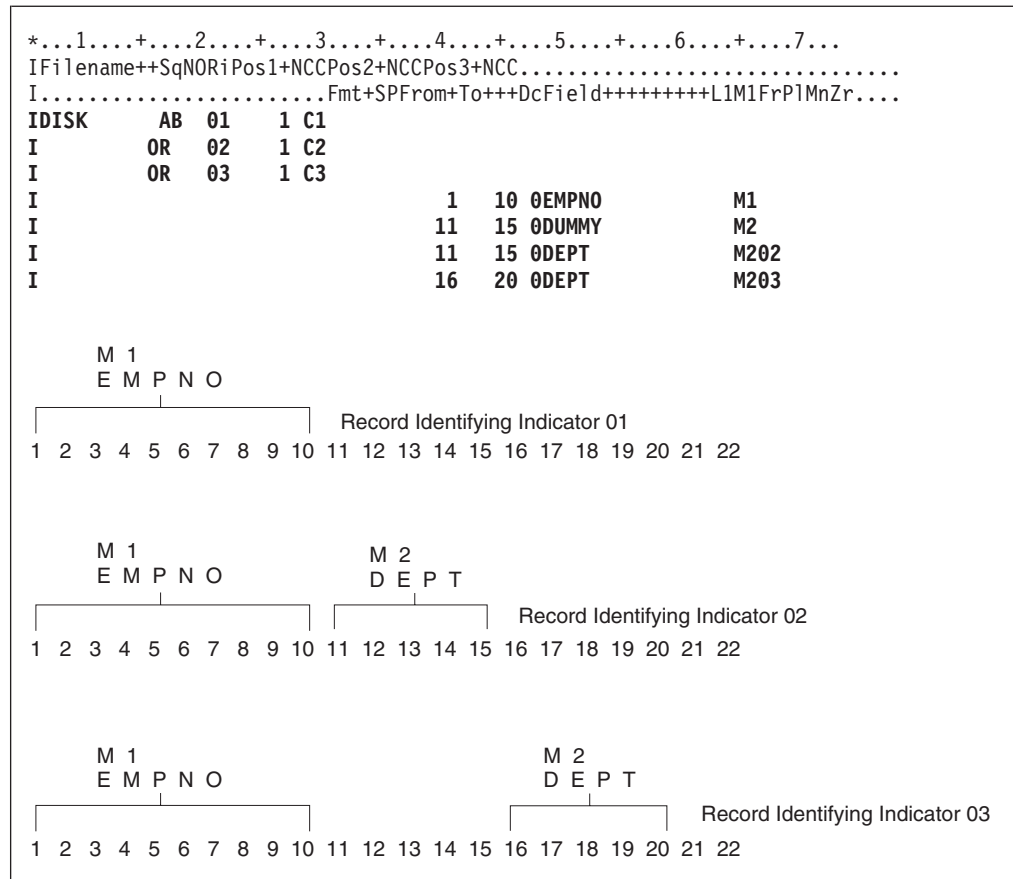 *...1....+....2....+....3....+....4....+....5....+....6....+....7...
IFilename++SqNORiPos1+NCCPos2+NCCPos3+NCC................................
I........................Fmt+SPFrom+To+++DcField+++++++++L1M1FrPlMnZr....
IDISK AB 01 1 C1
I OR 02 1 C2
I OR 03 1 C3
I 1 10 0EMPNO M1
I 11 15 0DUMMY M2
I 11 15 0DEPT M202
I 16 20 0DEPT M203
M 1
E M P N O
Record Identifying Indicator 01
1 2 3 4 5 6 7 8 9 10 11 12 13 14 15 16 17 18 19 20 21 22
M 1 M 2
E M P N O D E P T
Record Identifying Indicator 02
1 2 3 4 5 6 7 8 9 10 11 12 13 14 15 16 17 18 19 20 21 22
M 1 M 2
E M P N O D E P T
Record Identifying Indicator 03
1 2 3 4 5 6 7 8 9 10 11 12 13 14 15 16 17 18 19 20 21 22